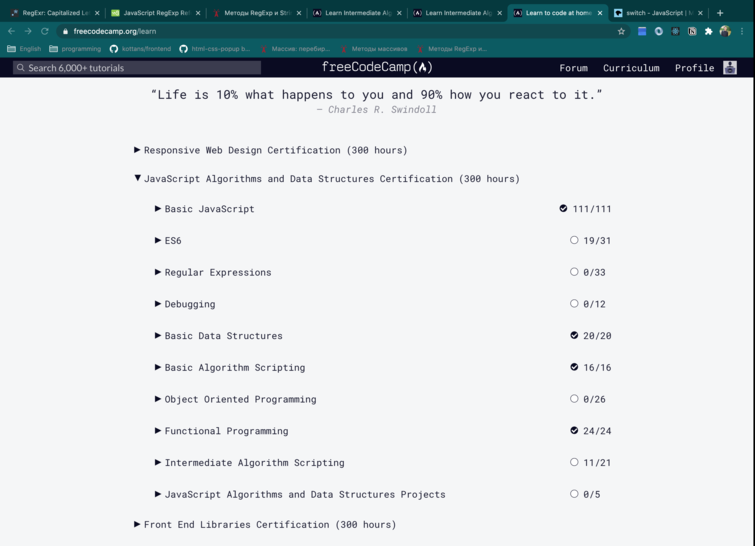 RegExr: Capitalized Le
JavaScript RegExp Ref
Методы RegExp и Stri
(A) Learn Intermediate Alg
(A) Learn Intermediate Alg
(A) Learn to code at home
switch - JavaScript | M
freecodecamp.org/learn
English
programming
kottans/frontend
html-css-popup b...
Массив: перебир...
Методы массивов
Методы RegExp и...
Search 6,000+ tutorials
freeCodeCamp(🔥)
Forum Curriculum Profile
“Life is 10% what happens to you and 90% how you react to it.”
— Charles R. Swindoll
Responsive Web Design Certification (300 hours)
JavaScript Algorithms and Data Structures Certification (300 hours)
Basic JavaScript 111/111
ES6 19/31
Regular Expressions 0/33
Debugging 0/12
Basic Data Structures 20/20
Basic Algorithm Scripting 16/16
Object Oriented Programming 0/26
Functional Programming 24/24
Intermediate Algorithm Scripting 11/21
JavaScript Algorithms and Data Structures Projects 0/5
Front End Libraries Certification (300 hours)